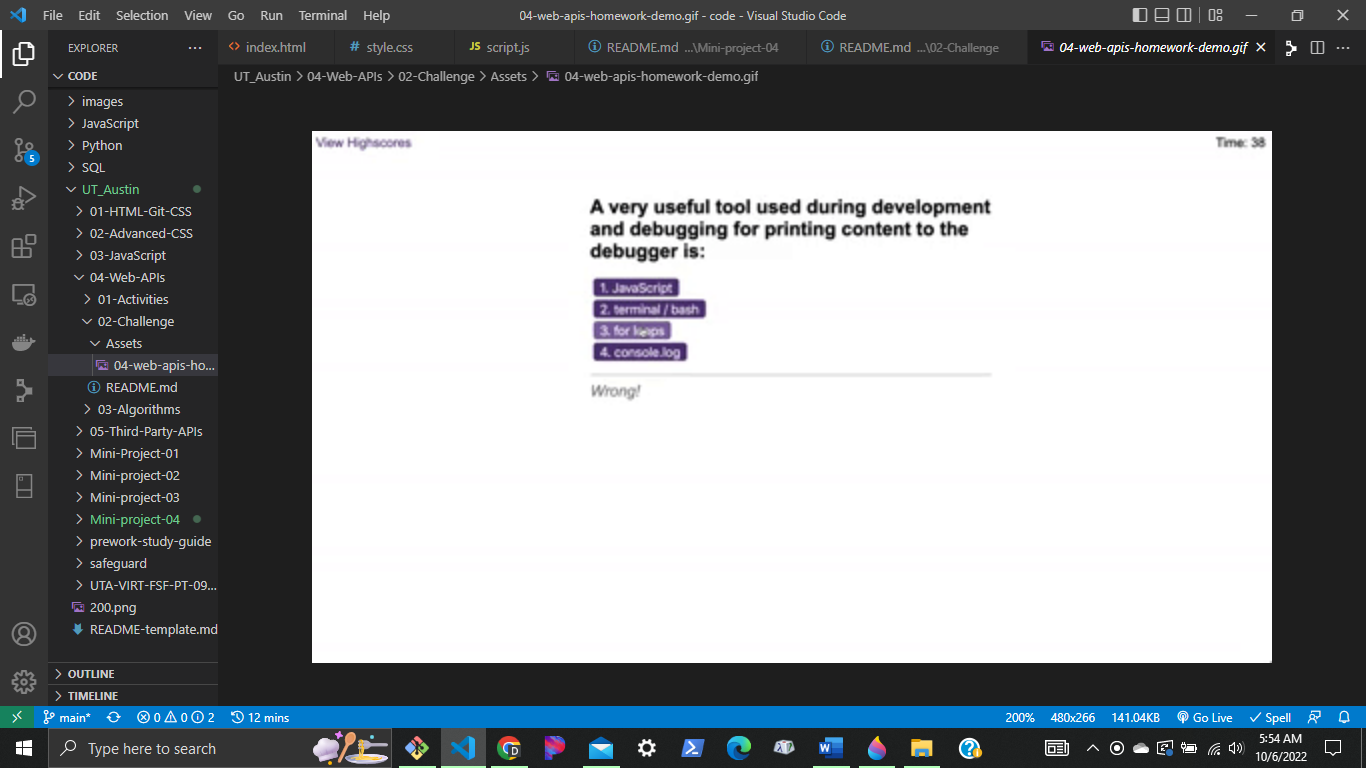 File Edit Selection View Go Run Terminal Help 04-web-apis-homework-demo.gif - code - Visual Studio Code
EXPLORER
index.html style.css JS script.js README.md ...\Mini-project-04 README.md ...\02-Challenge 04-web-apis-homework-demo.gif
CODE
UT_Austin > 04-Web-APIs > 02-Challenge > Assets > 04-web-apis-homework-demo.gif
images
JavaScript
Python
SQL
UT_Austin
01-HTML-Git-CSS
02-Advanced-CSS
03-JavaScript
04-Web-APIs
01-Activities
02-Challenge
Assets
04-web-apis-ho...
README.md
03-Algorithms
05-Third-Party-APIs
Mini-Project-01
Mini-project-02
Mini-project-03
Mini-project-04
prework-study-guide
safeguard
UTA-VIRT-FSF-PT-09...
200.png
README-template.md
OUTLINE
TIMELINE
5
View Highscores Time: 38
A very useful tool used during development
and debugging for printing content to the
debugger is:
1. JavaScript
2. terminal / bash
3. for loops
4. console.log
Wrong!
main* 0 0 2 12 mins 200% 480x266 141.04KB Go Live Spell
Type here to search
5:54 AM
10/6/2022